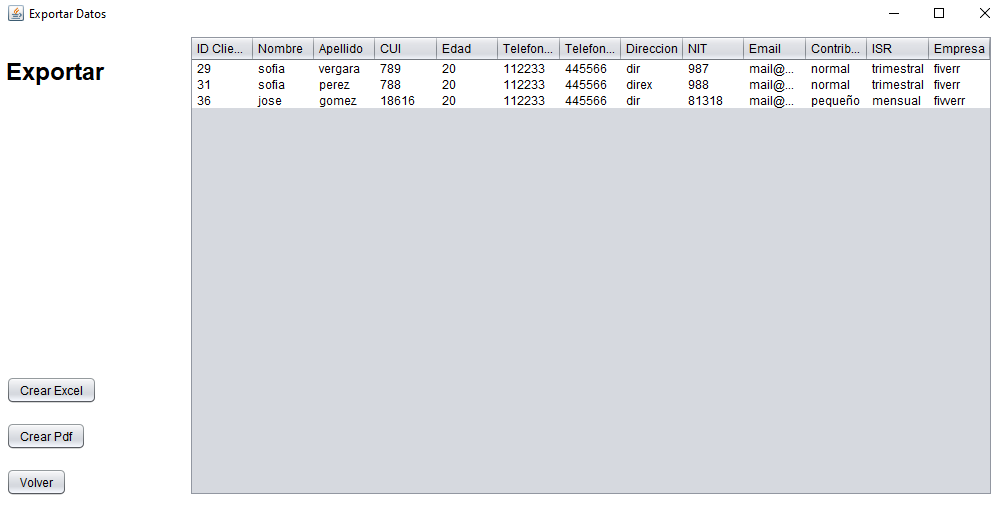 Exportar Datos
Exportar
ID Clie... Nombre Apellido CUI Edad Telefon... Telefon... Direccion NIT Email Contrib... ISR Empresa
29 sofia vergara 789 20 112233 445566 dir 987 mail@... normal trimestral fiverr
31 sofia perez 788 20 112233 445566 direx 988 mail@... normal trimestral fiverr
36 jose gomez 18616 20 112233 445566 dir 81318 mail@... pequeño mensual fivverr
Crear Excel
Crear Pdf
Volver